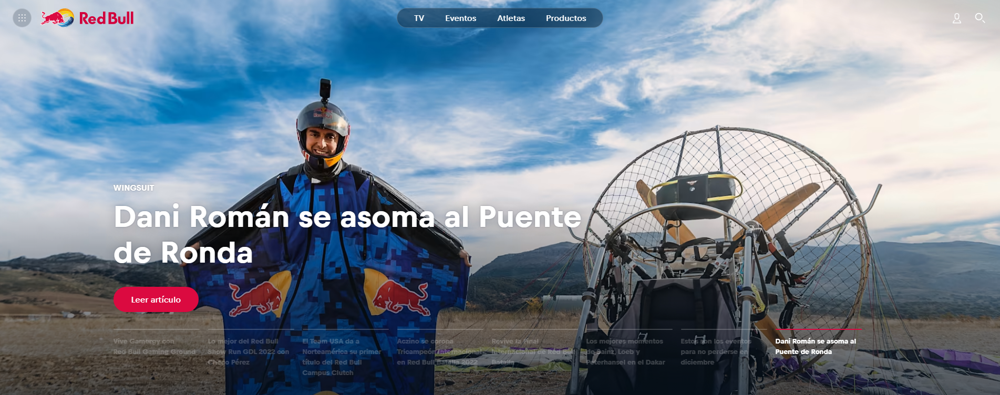 Red Bull
TV
Eventos
Atletas
Productos
Red Bull
WINGSUIT
Dani Román se asoma al Puente
de Ronda
Leer artículo
Vive Gamergy con
Red Bull Gaming Ground
Lo mejor del Red Bull
Show Run GDL 2022 con
Checo Pérez
El Team USA da a
Norteamérica su primer
título del Red Bull
Campus Clutch
Aczino se corona
Tricampeón Internacional
en Red Bull Batalla 2022
Revive la Final
Internacional de Red Bull
Batalla
Los mejores momentos
de Sainz, Loeb y
Peterhansel en el Dakar
Estos son los eventos
para no perderse en
diciembre
Dani Román se asoma al
Puente de Ronda